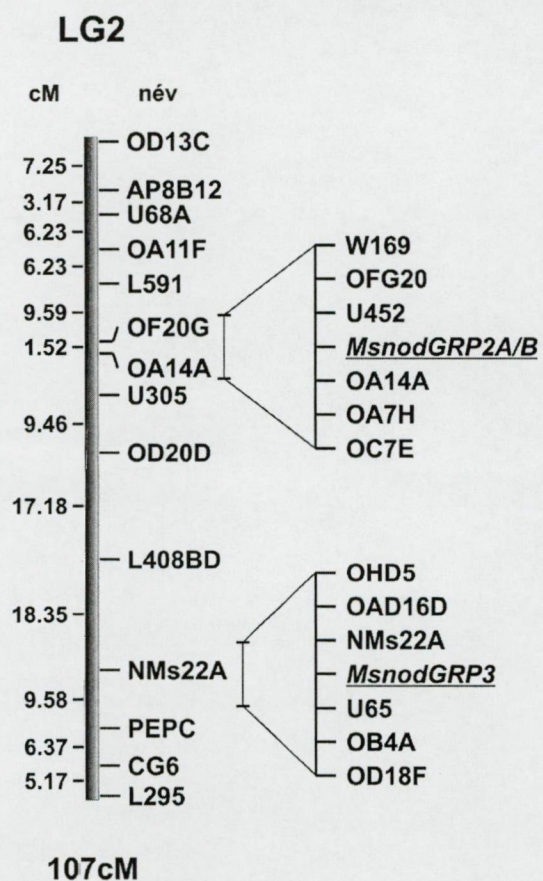 LG2
cM név
OD13C
7.25
AP8B12
3.17
U68A
6.23
OA11F
6.23
L591
9.59
OF20G
1.52
OA14A
U305
9.46
OD20D
17.18
L408BD
18.35
NMs22A
9.58
PEPC
6.37
CG6
5.17
L295
107cM
W169
OFG20
U452
MsnodGRP2A/B
OA14A
OA7H
OC7E
OHD5
OAD16D
NMs22A
MsnodGRP3
U65
OB4A
OD18F